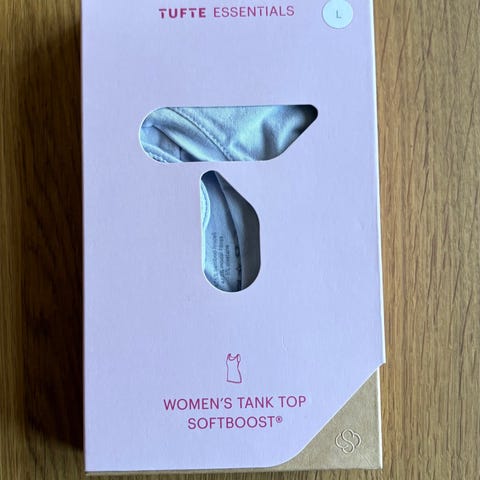 TUFTE ESSENTIALS
L
WOMEN'S TANK TOP
SOFTBOOST®